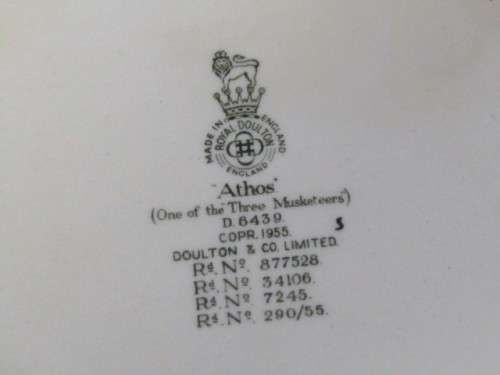 MADE IN ENGLAND
ROYAL DOULTON
ENGLAND
"Athos"
(One of the "Three Musketeers")
D. 6439.
COPR. 1955.
S
DOULTON & CO. LIMITED.
Rd. No. 877528.
Rd. No. 34106.
Rd. No. 7245.
Rd. No. 290/55.